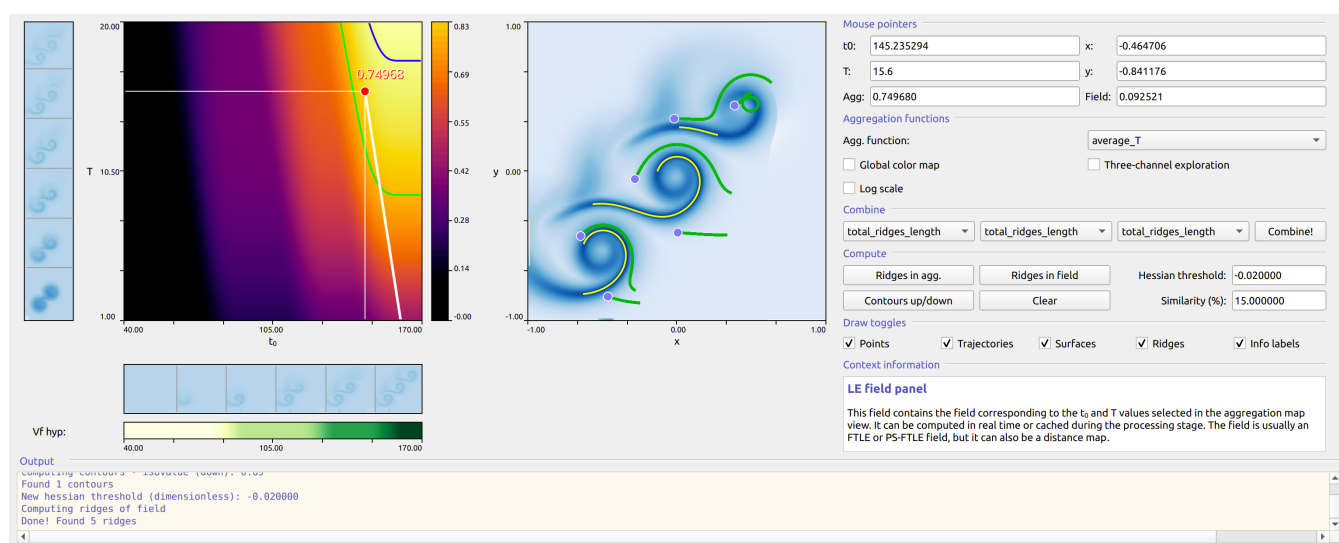 20.00
T 10.50
1.00
40.00 105.00 170.00
t0
0.74968
0.83
0.69
0.55
0.42
0.28
0.14
-0.00
1.00
y 0.00
-1.00
-1.00 0.00 1.00
x
Vf hyp:
40.00 105.00 170.00
Mouse pointers
t0: 145.235294 x: -0.464706
T: 15.6 y: -0.841176
Agg: 0.749680 Field: 0.092521
Aggregation functions
Agg. function: average_T
Global color map Three-channel exploration
Log scale
Combine
total_ridges_length total_ridges_length total_ridges_length Combine!
Compute
Ridges in agg. Ridges in field Hessian threshold: -0.020000
Contours up/down Clear Similarity (%): 15.000000
Draw toggles
Points Trajectories Surfaces Ridges Info labels
Context information
LE field panel
This field contains the field corresponding to the t0 and T values selected in the aggregation map
view. It can be computed in real time or cached during the processing stage. The field is usually an
FTLE or PS-FTLE field, but it can also be a distance map.
Output
Computing contours - isovalue (down): 0.69
Found 1 contours
New hessian threshold (dimensionless): -0.020000
Computing ridges of field
Done! Found 5 ridges